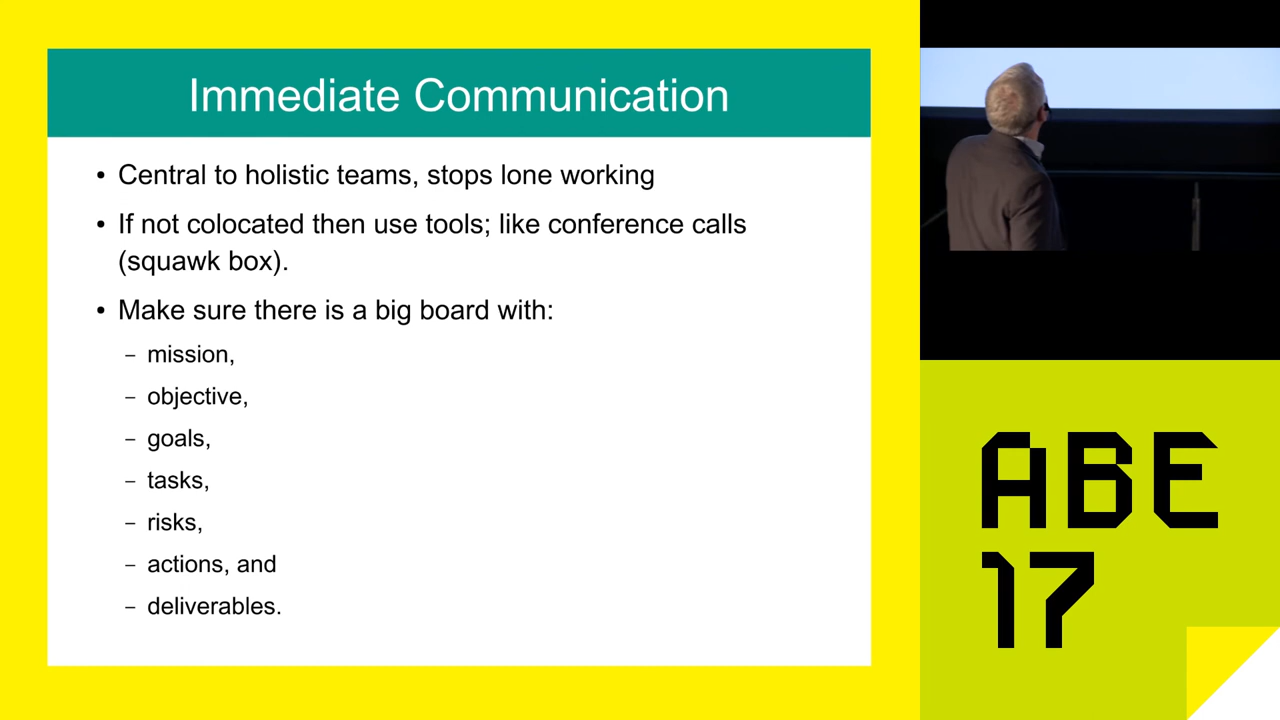 Immediate Communication
• Central to holistic teams, stops lone working
• If not colocated then use tools; like conference calls
(squawk box).
• Make sure there is a big board with:
– mission,
– objective,
– goals,
– tasks,
– risks,
– actions, and
– deliverables.
ABE
17